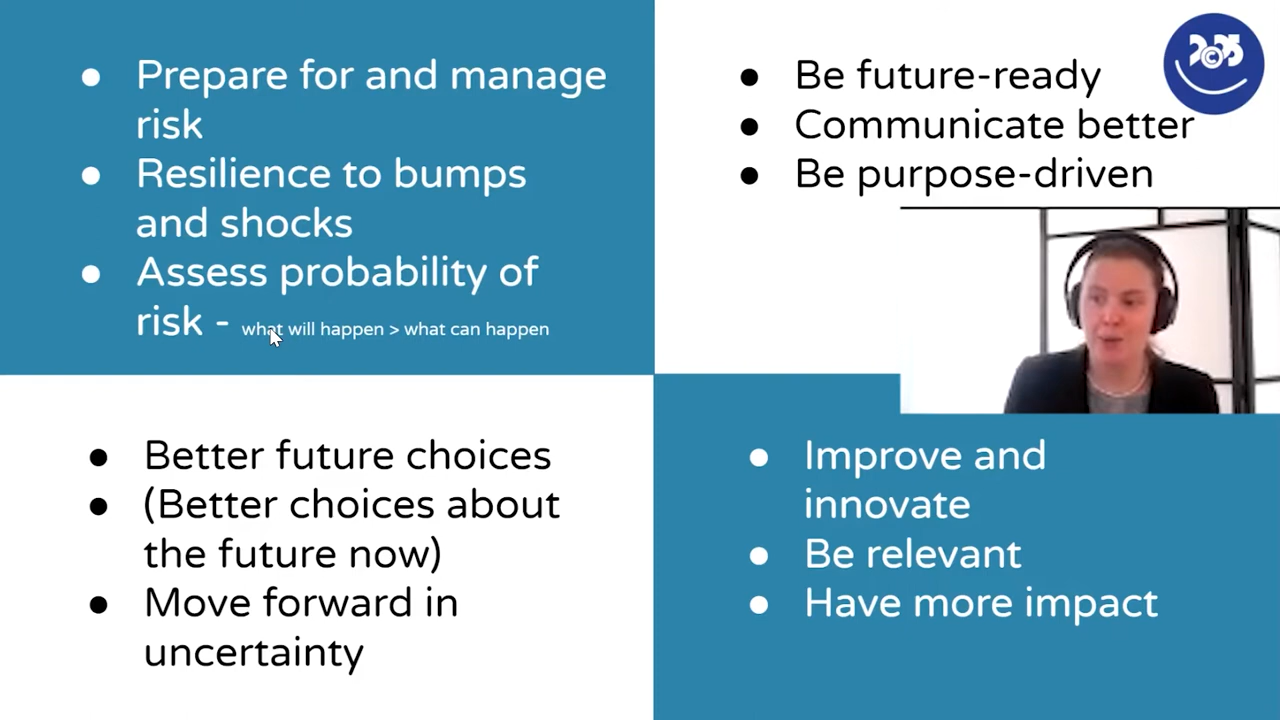 ● Prepare for and manage
risk
● Resilience to bumps
and shocks
● Assess probability of
risk - what will happen > what can happen
● Be future-ready
● Communicate better
● Be purpose-driven
2025
©
● Better future choices
● (Better choices about
the future now)
● Move forward in
uncertainty
● Improve and
innovate
● Be relevant
● Have more impact